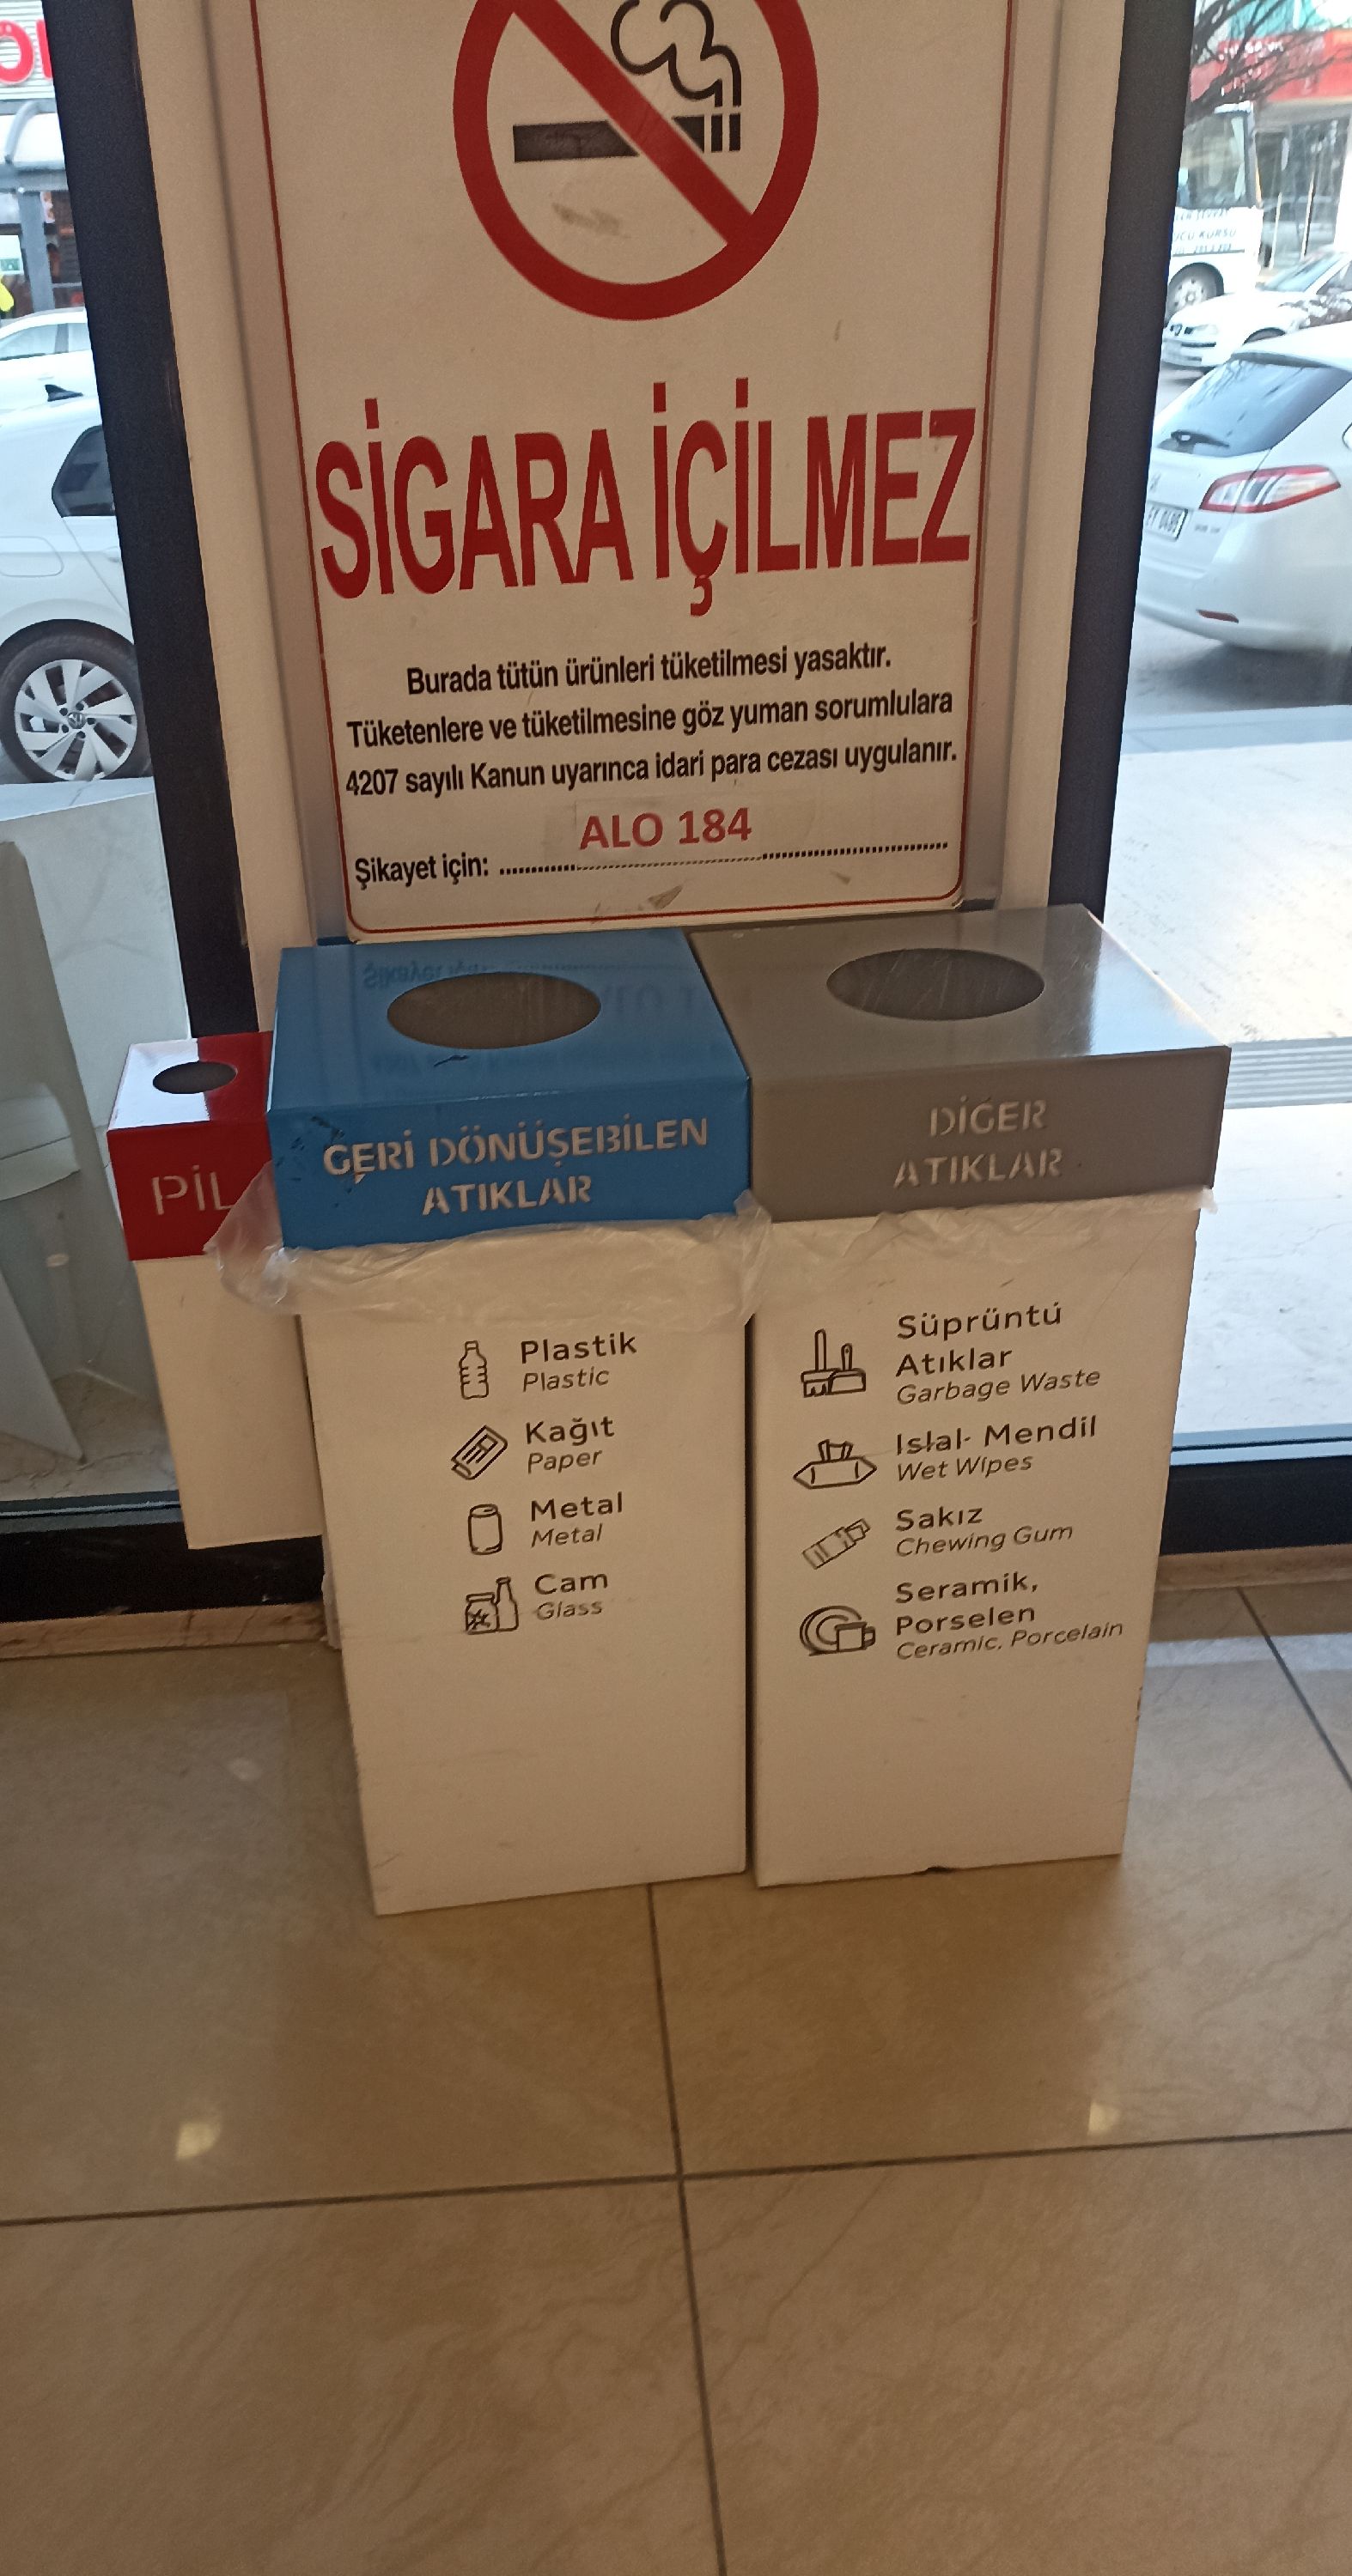 SİGARA İÇİLMEZ
Burada tütün ürünleri tüketilmesi yasaktır.
Tüketenlere ve tüketilmesine göz yuman sorumlulara
4207 sayılı Kanun uyarınca idari para cezası uygulanır.
ALO 184
Şikayet için:
PİL
GERİ DÖNÜŞEBİLEN
ATIKLAR
DİĞER
ATIKLAR
Plastik
Plastic
Kağıt
Paper
Metal
Metal
Cam
Glass
Süprüntü
Atıklar
Garbage Waste
Islak Mendil
Wet Wipes
Sakız
Chewing Gum
Seramik,
Porselen
Ceramic, Porcelain